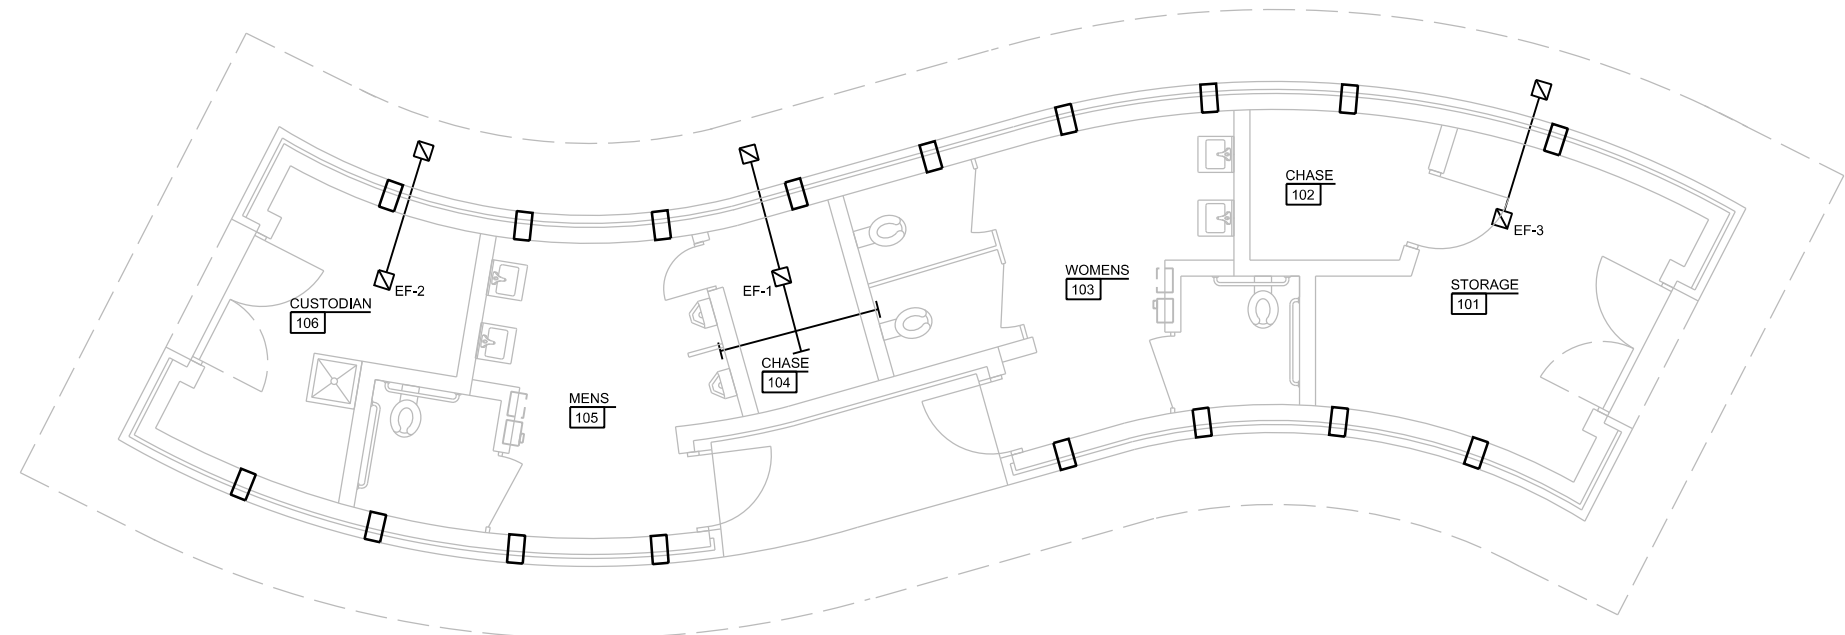 CHASE
102
EF-3
WOMENS
103
STORAGE
101
EF-2
EF-1
CUSTODIAN
106
CHASE
104
MENS
105